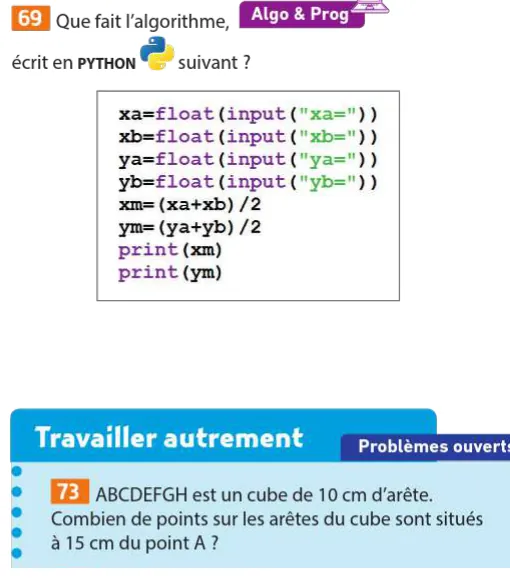 69 Que fait l'algorithme, Algo & Prog
écrit en PYTHON suivant ?
xa=float(input("xa="))
xb=float(input("xb="))
ya=float(input("ya="))
yb=float(input("yb="))
xm=(xa+xb)/2
ym=(ya+yb)/2
print(xm)
print(ym)
Travailler autrement
Problèmes ouverts
73 ABCDEFGH est un cube de 10 cm d'arête.
Combien de points sur les arêtes du cube sont situés
à 15 cm du point A ?